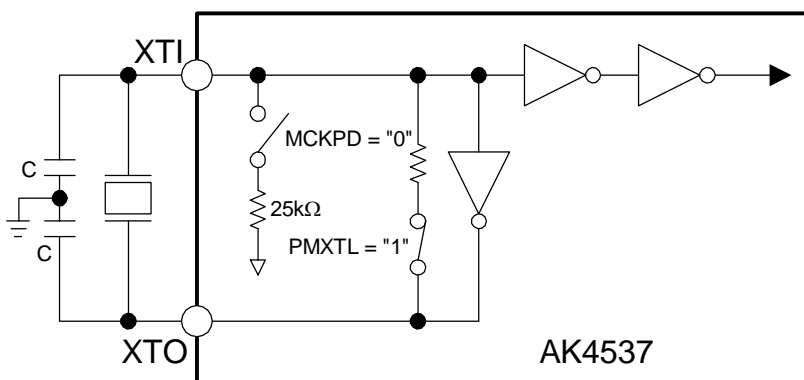 XTI
MCKPD = "0"
C
25kΩ
C
PMXTL = "1"
XTO
AK4537